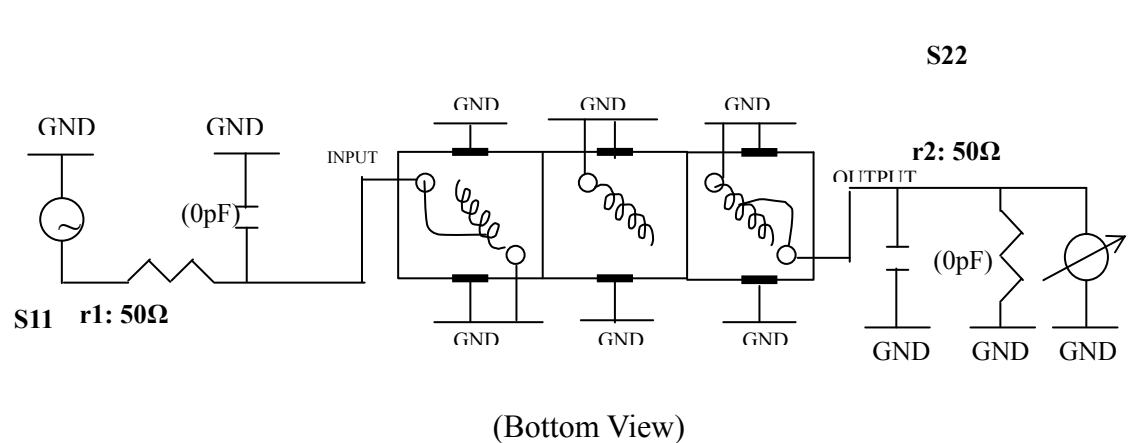 S22
GND GND GND
GND GND
r2: 50Ω
INPUT
OUTPUT
(0pF)
(0pF)
S11 r1: 50Ω
GND GND GND
GND GND GND
(Bottom View)